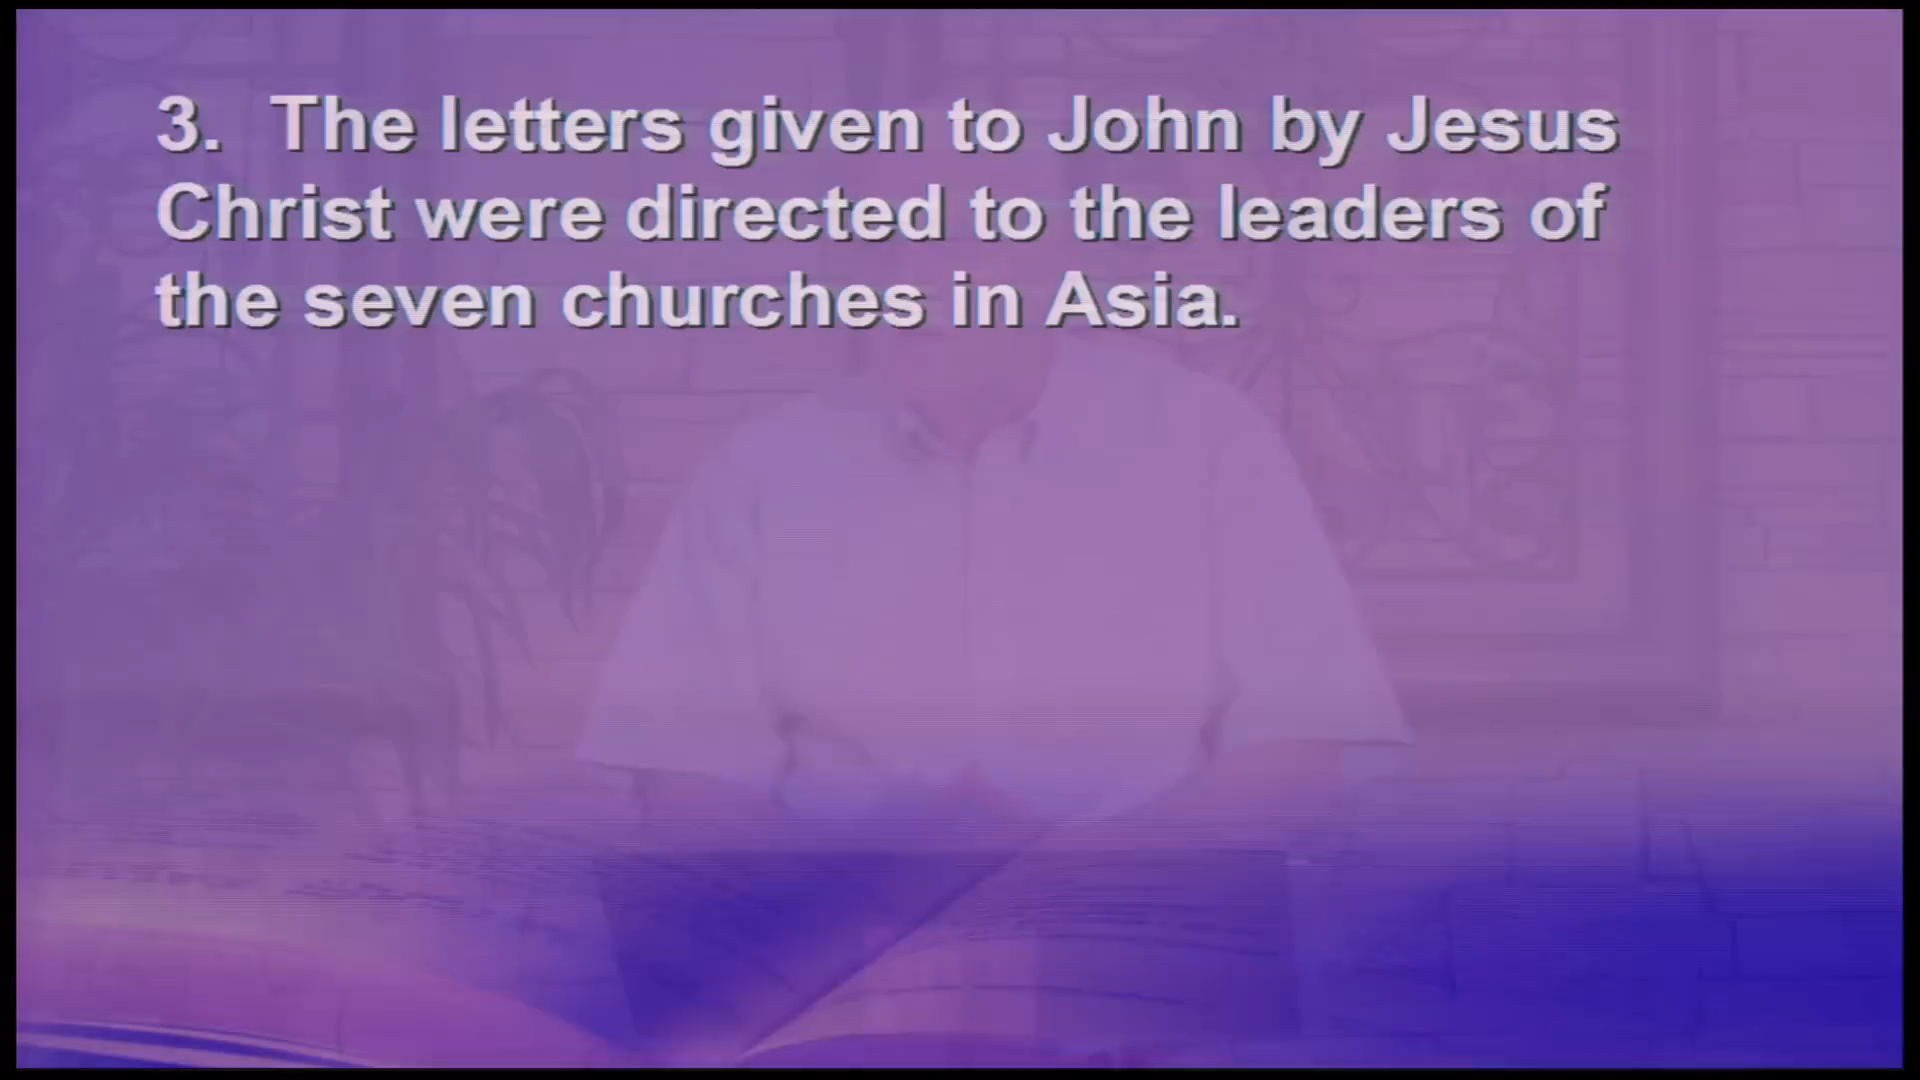 3. The letters given to John by Jesus
Christ were directed to the leaders of
the seven churches in Asia.